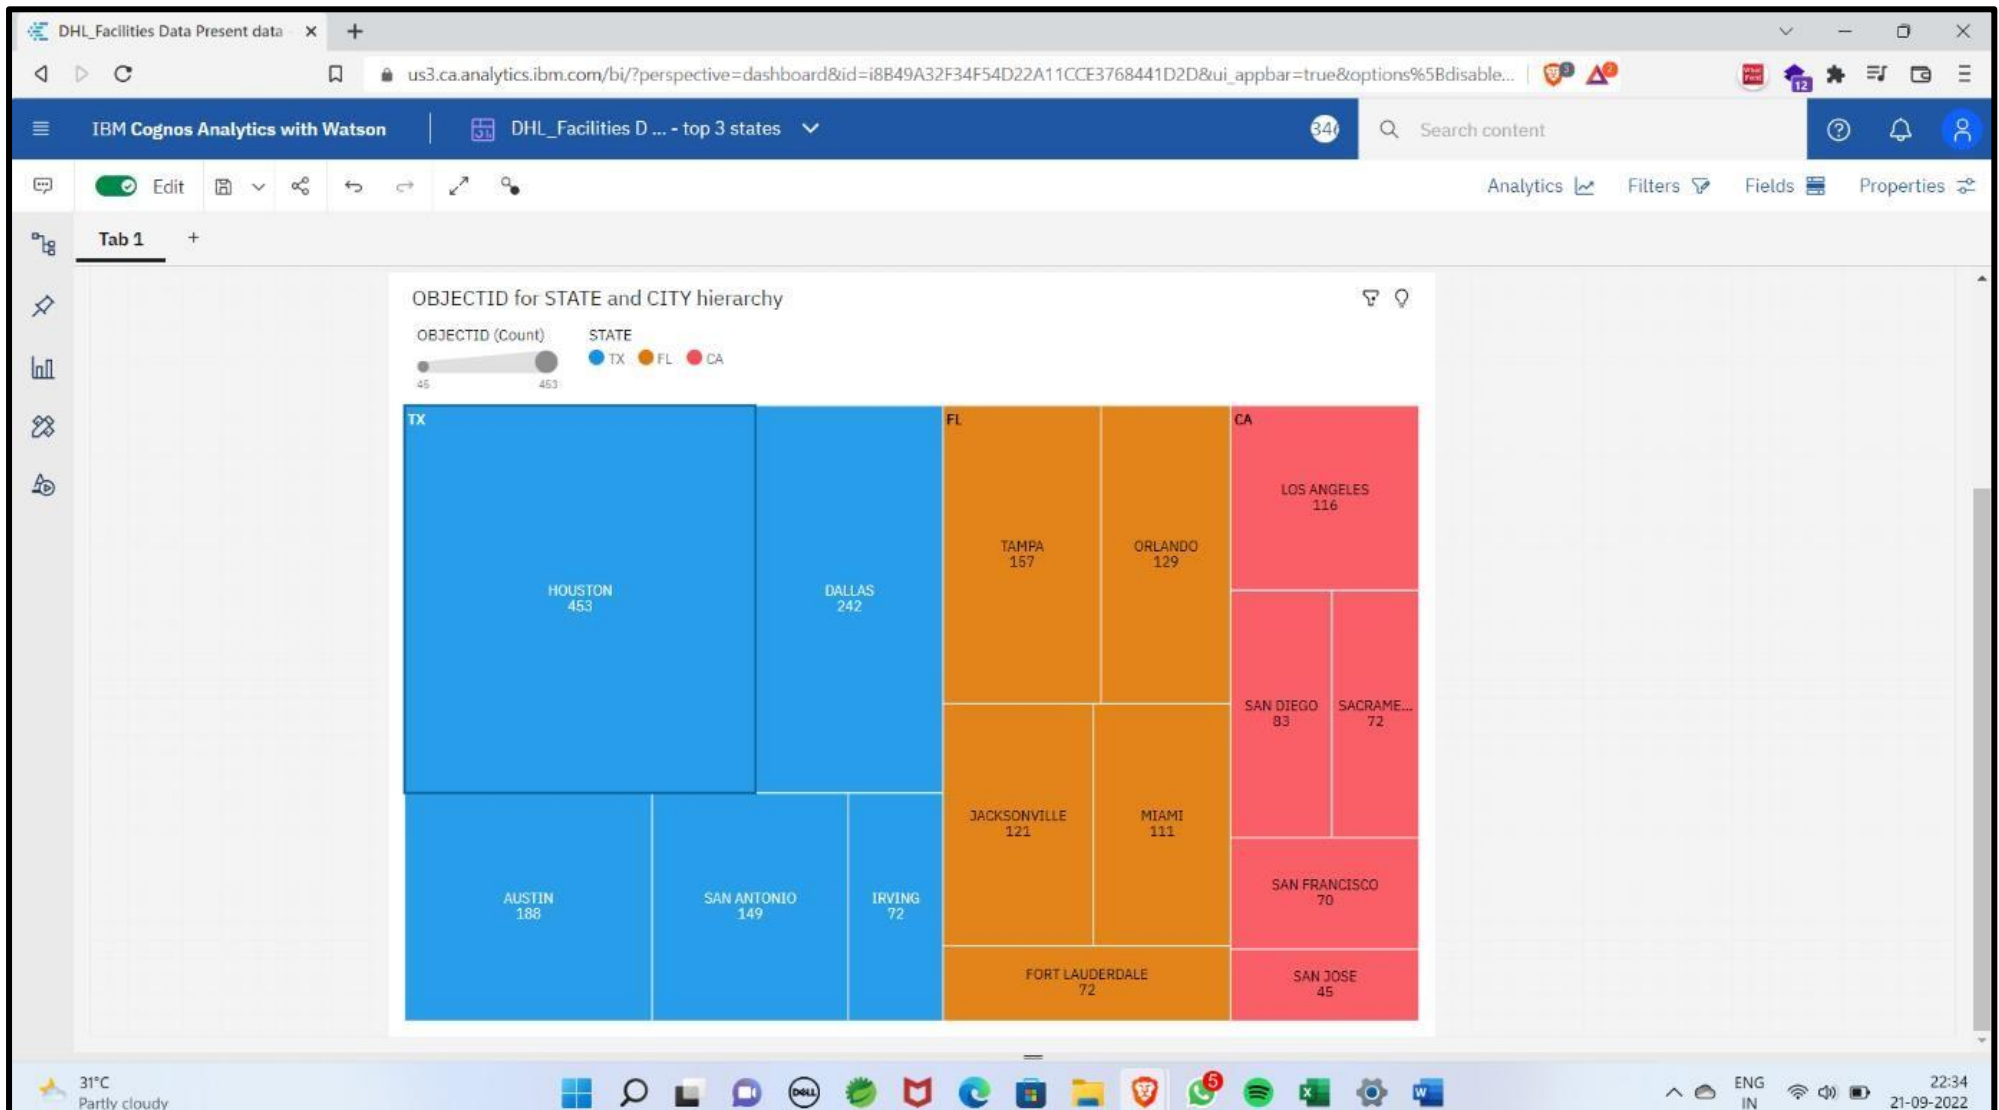 DHL_Facilities Data Present data
us3.ca.analytics.ibm.com/bi/?perspective=dashboard&id=i8B49A32F34F54D22A11CCE3768441D2D&ui_appbar=true&options%5Bdisable...
3
2
12
IBM Cognos Analytics with Watson
DHL_Facilities D ... - top 3 states
Search content
Edit
Analytics
Filters
Fields
Properties
Tab 1
OBJECTID for STATE and CITY hierarchy
OBJECTID (Count)
45
453
STATE
TX
FL
CA
TX
HOUSTON
453
DALLAS
242
AUSTIN
188
SAN ANTONIO
149
IRVING
72
FL
TAMPA
157
ORLANDO
129
JACKSONVILLE
121
MIAMI
111
FORT LAUDERDALE
72
CA
LOS ANGELES
116
SAN DIEGO
83
SACRAME...
72
SAN FRANCISCO
70
SAN JOSE
45
31°C
Partly cloudy
DELL
5
ENG
IN
22:34
21-09-2022